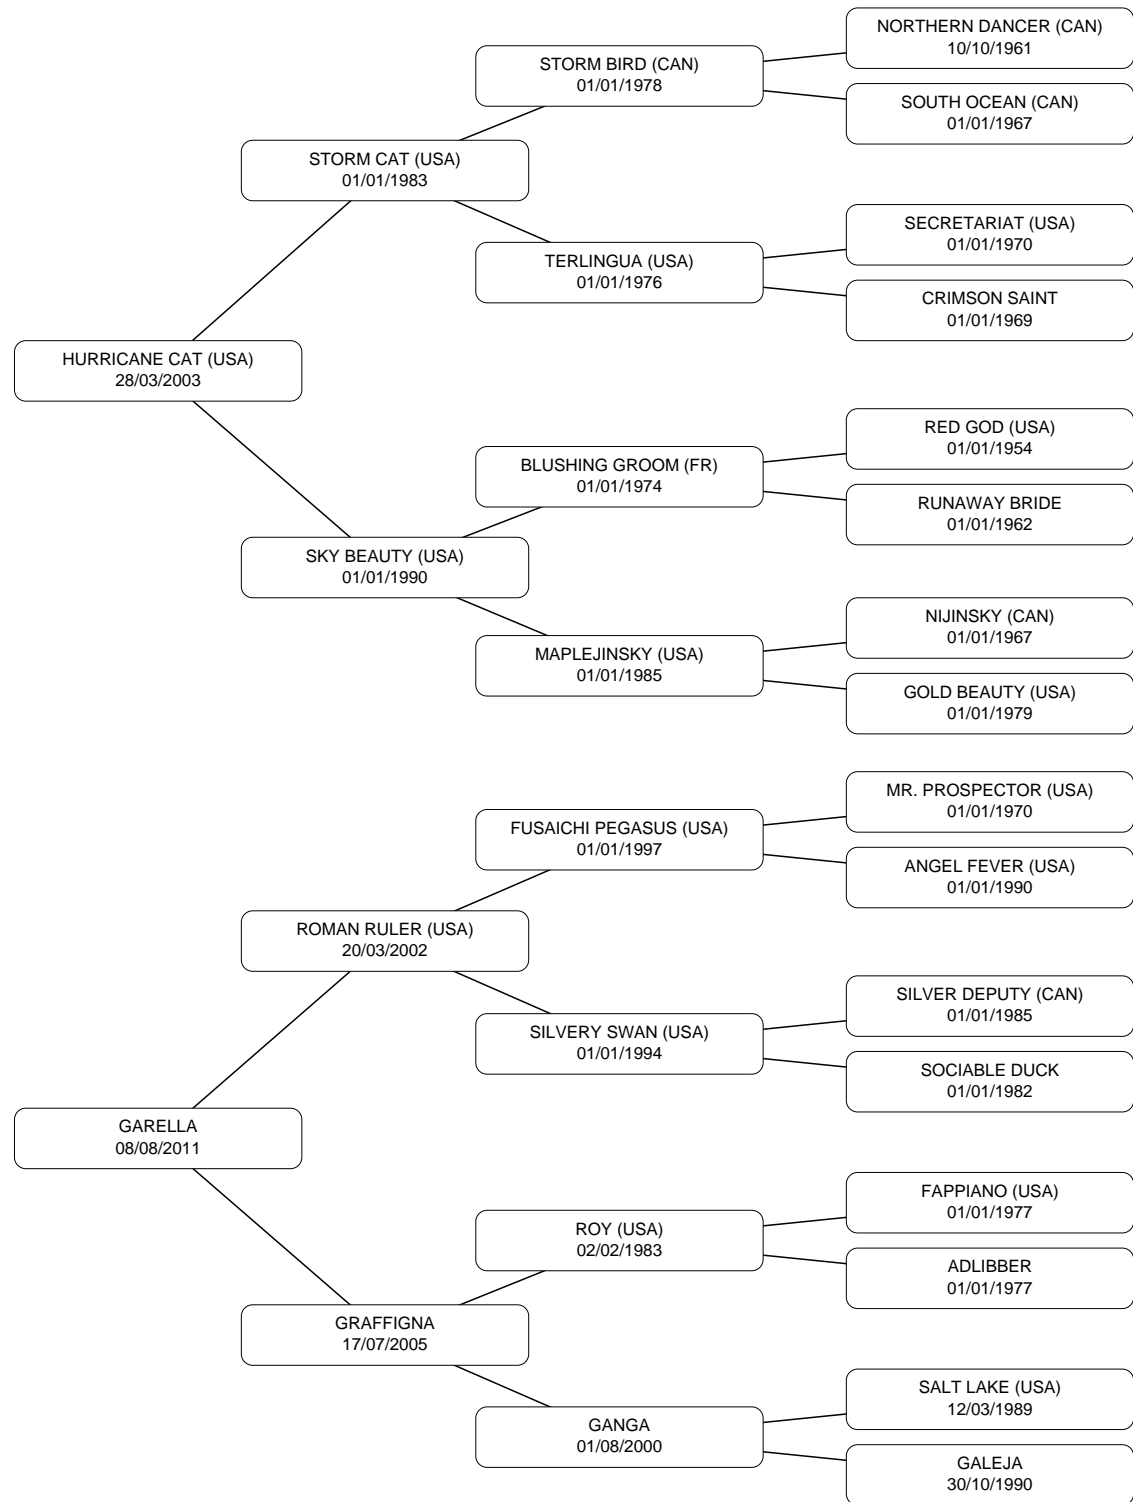 NORTHERN DANCER (CAN)
10/10/1961
STORM BIRD (CAN)
01/01/1978
SOUTH OCEAN (CAN)
01/01/1967
STORM CAT (USA)
01/01/1983
SECRETARIAT (USA)
01/01/1970
TERLINGUA (USA)
01/01/1976
CRIMSON SAINT
01/01/1969
HURRICANE CAT (USA)
28/03/2003
RED GOD (USA)
01/01/1954
BLUSHING GROOM (FR)
01/01/1974
RUNAWAY BRIDE
01/01/1962
SKY BEAUTY (USA)
01/01/1990
NIJINSKY (CAN)
01/01/1967
MAPLEJINSKY (USA)
01/01/1985
GOLD BEAUTY (USA)
01/01/1979
MR. PROSPECTOR (USA)
01/01/1970
FUSAICHI PEGASUS (USA)
01/01/1997
ANGEL FEVER (USA)
01/01/1990
ROMAN RULER (USA)
20/03/2002
SILVER DEPUTY (CAN)
01/01/1985
SILVERY SWAN (USA)
01/01/1994
SOCIABLE DUCK
01/01/1982
GARELLA
08/08/2011
FAPPIANO (USA)
01/01/1977
ROY (USA)
02/02/1983
ADLIBBER
01/01/1977
GRAFFIGNA
17/07/2005
SALT LAKE (USA)
12/03/1989
GANGA
01/08/2000
GALEJA
30/10/1990